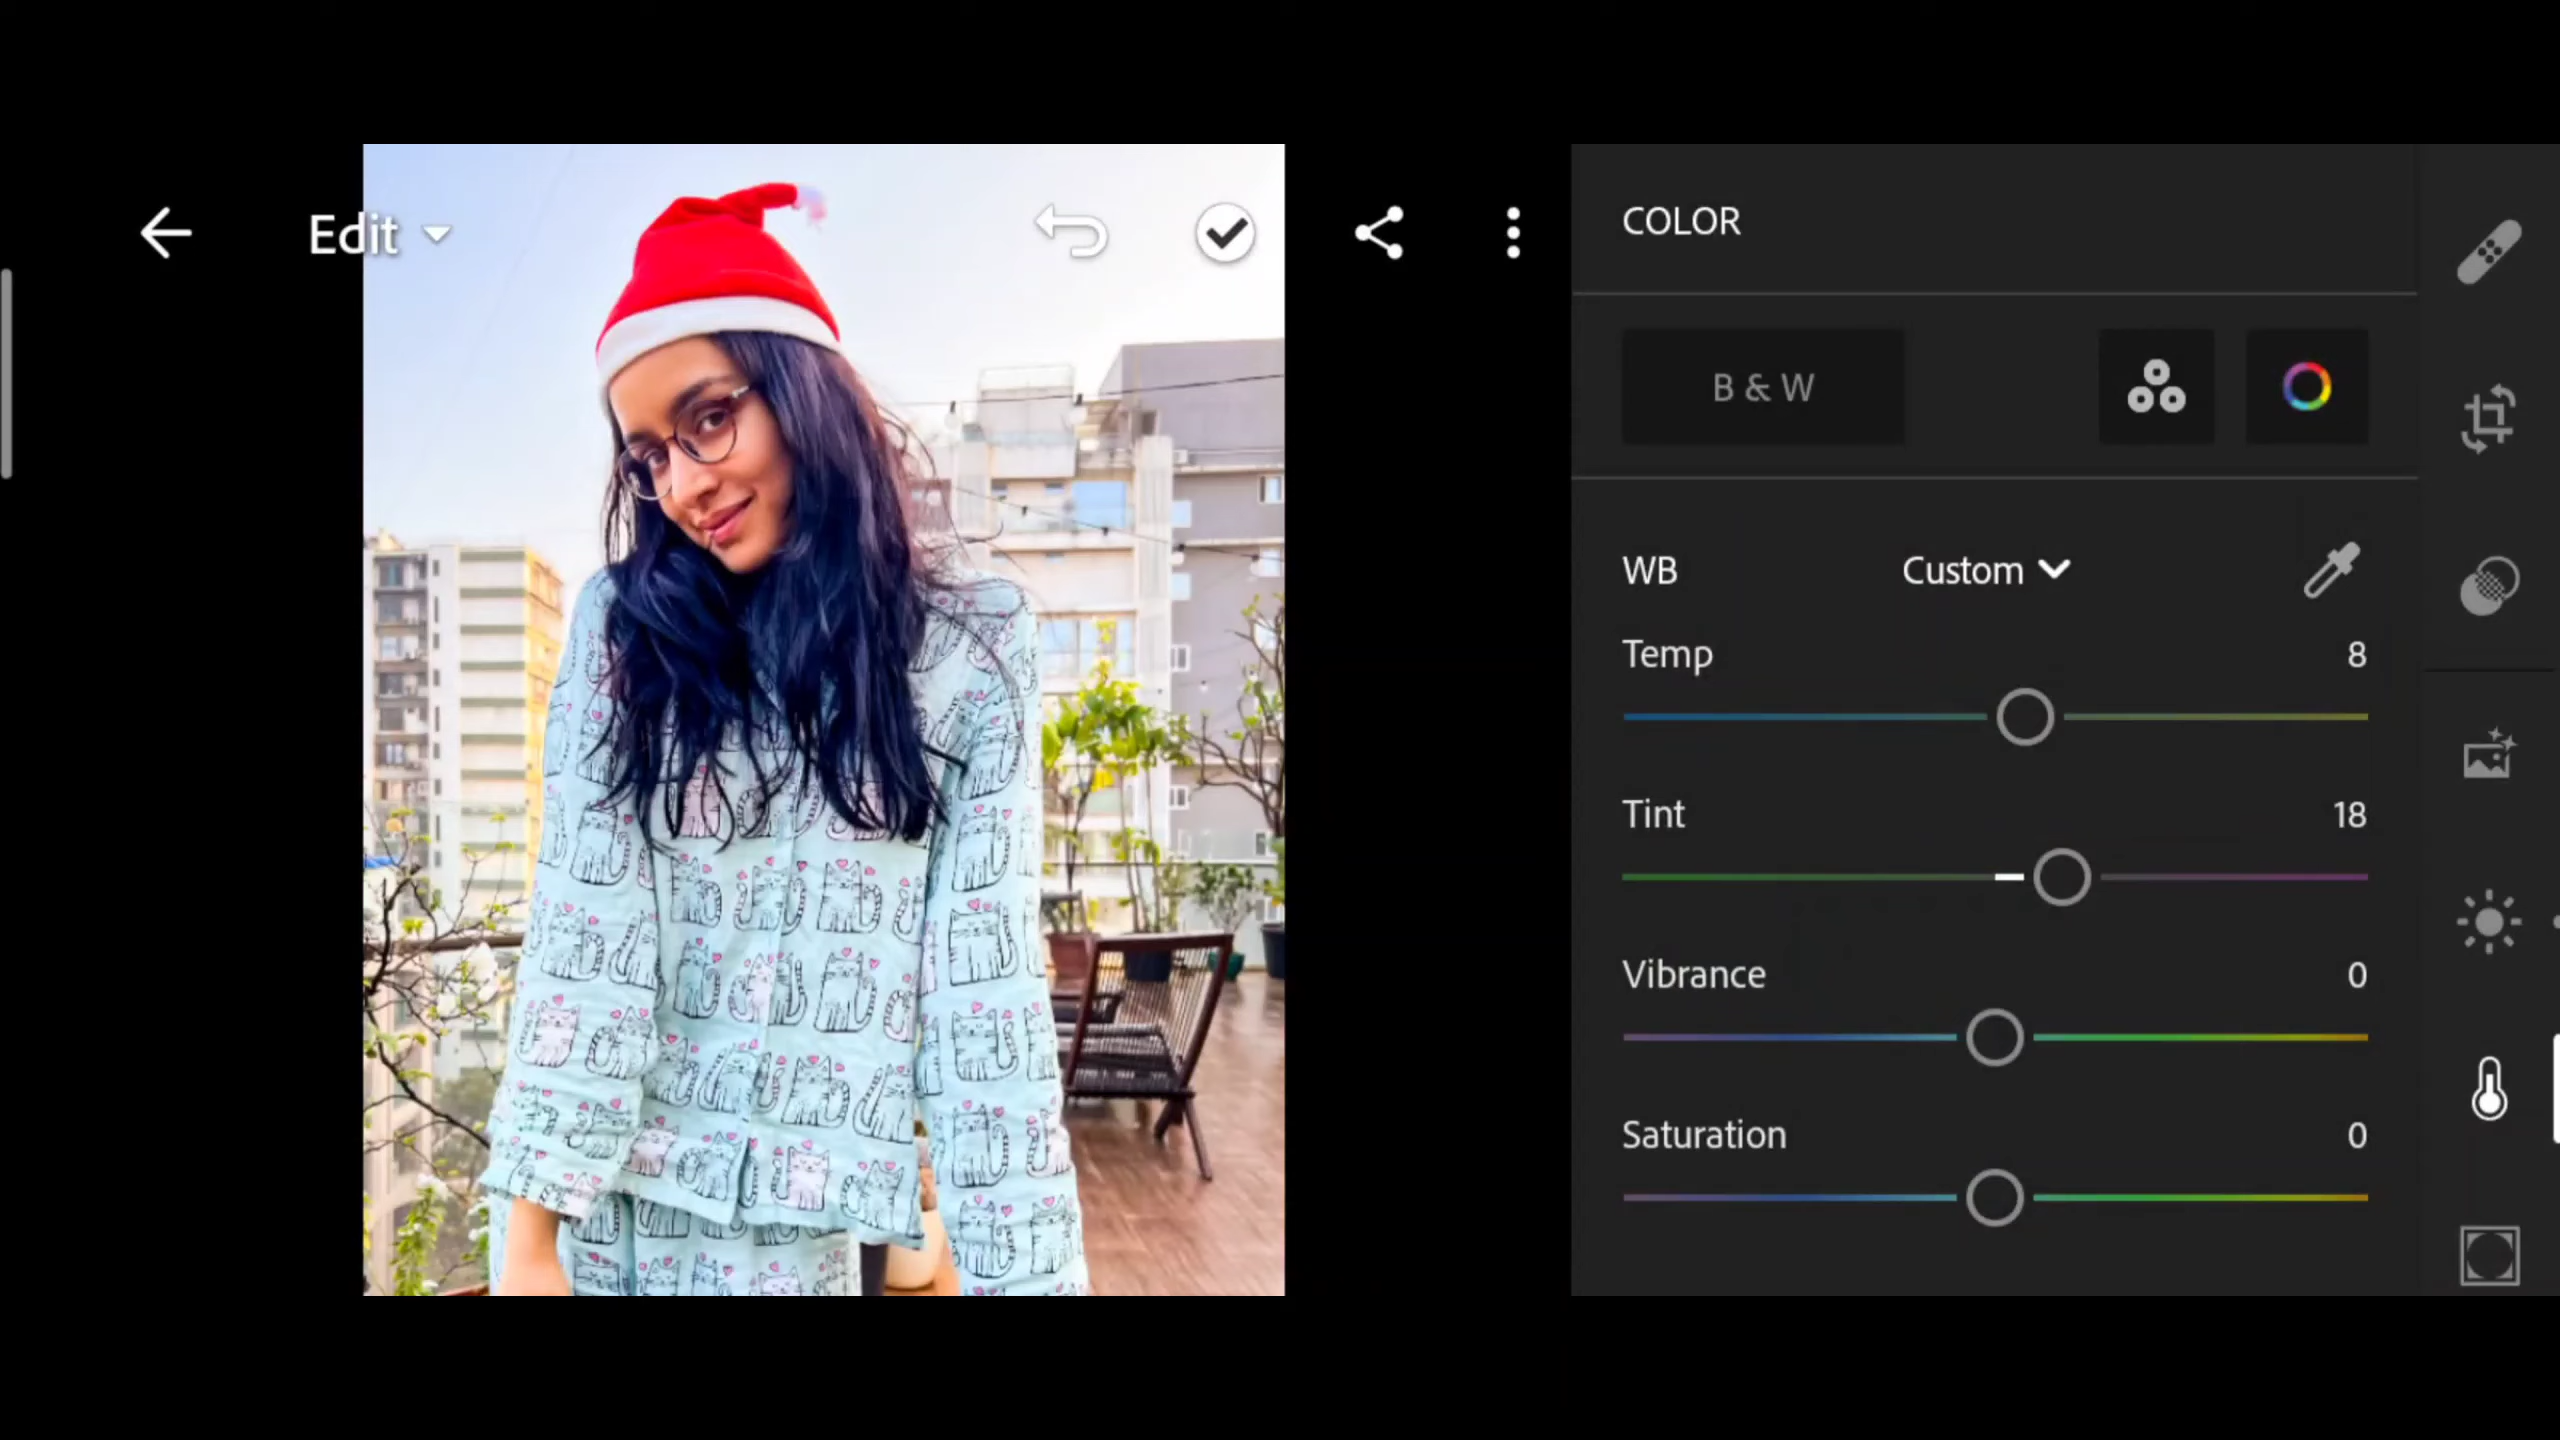 Edit
COLOR
B & W
WB Custom
Temp 8
Tint 18
Vibrance 0
Saturation 0